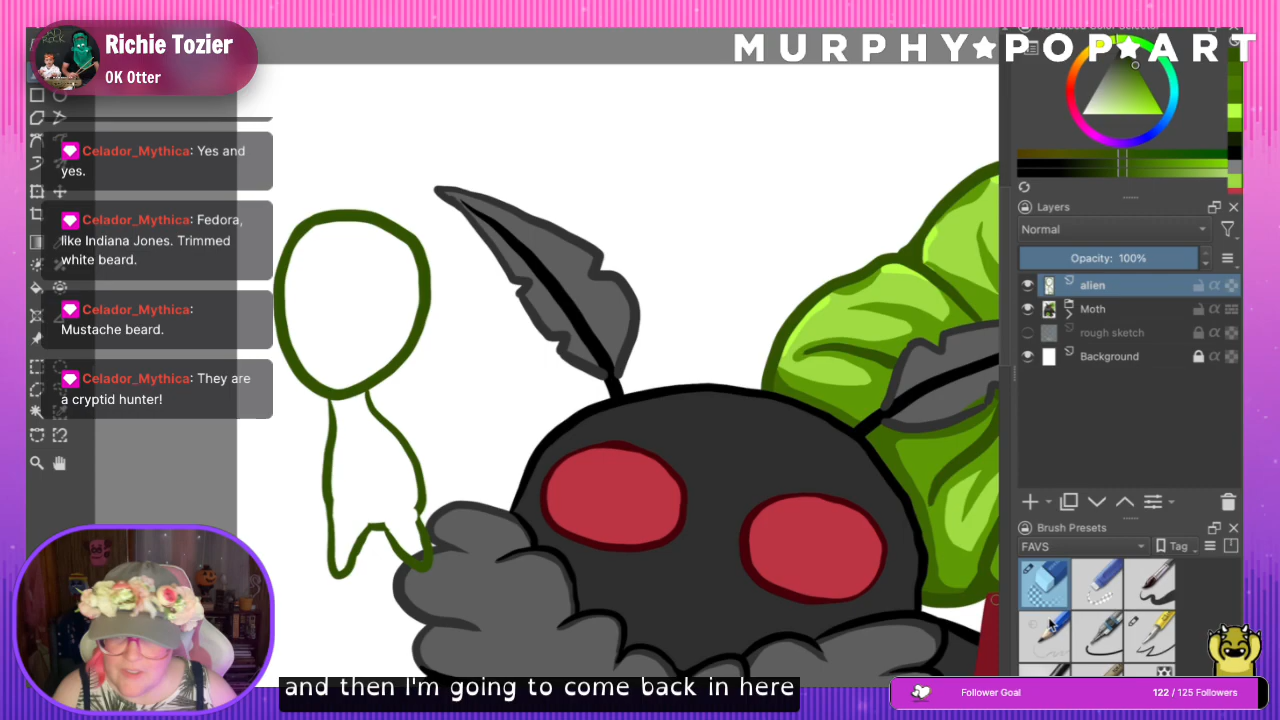 Richie Tozier
OK Otter
MURPHY★POP★ART
Celador_Mythica: Yes and
yes.
Celador_Mythica: Fedora,
like Indiana Jones. Trimmed
white beard.
Celador_Mythica:
Mustache beard.
Celador_Mythica: They are
a cryptid hunter!
Layers
Normal
Opacity: 100%
alien
Moth
rough sketch
Background
Brush Presets
FAVS
Tag
and then I'm going to come back in here
Follower Goal
122 / 125 Followers